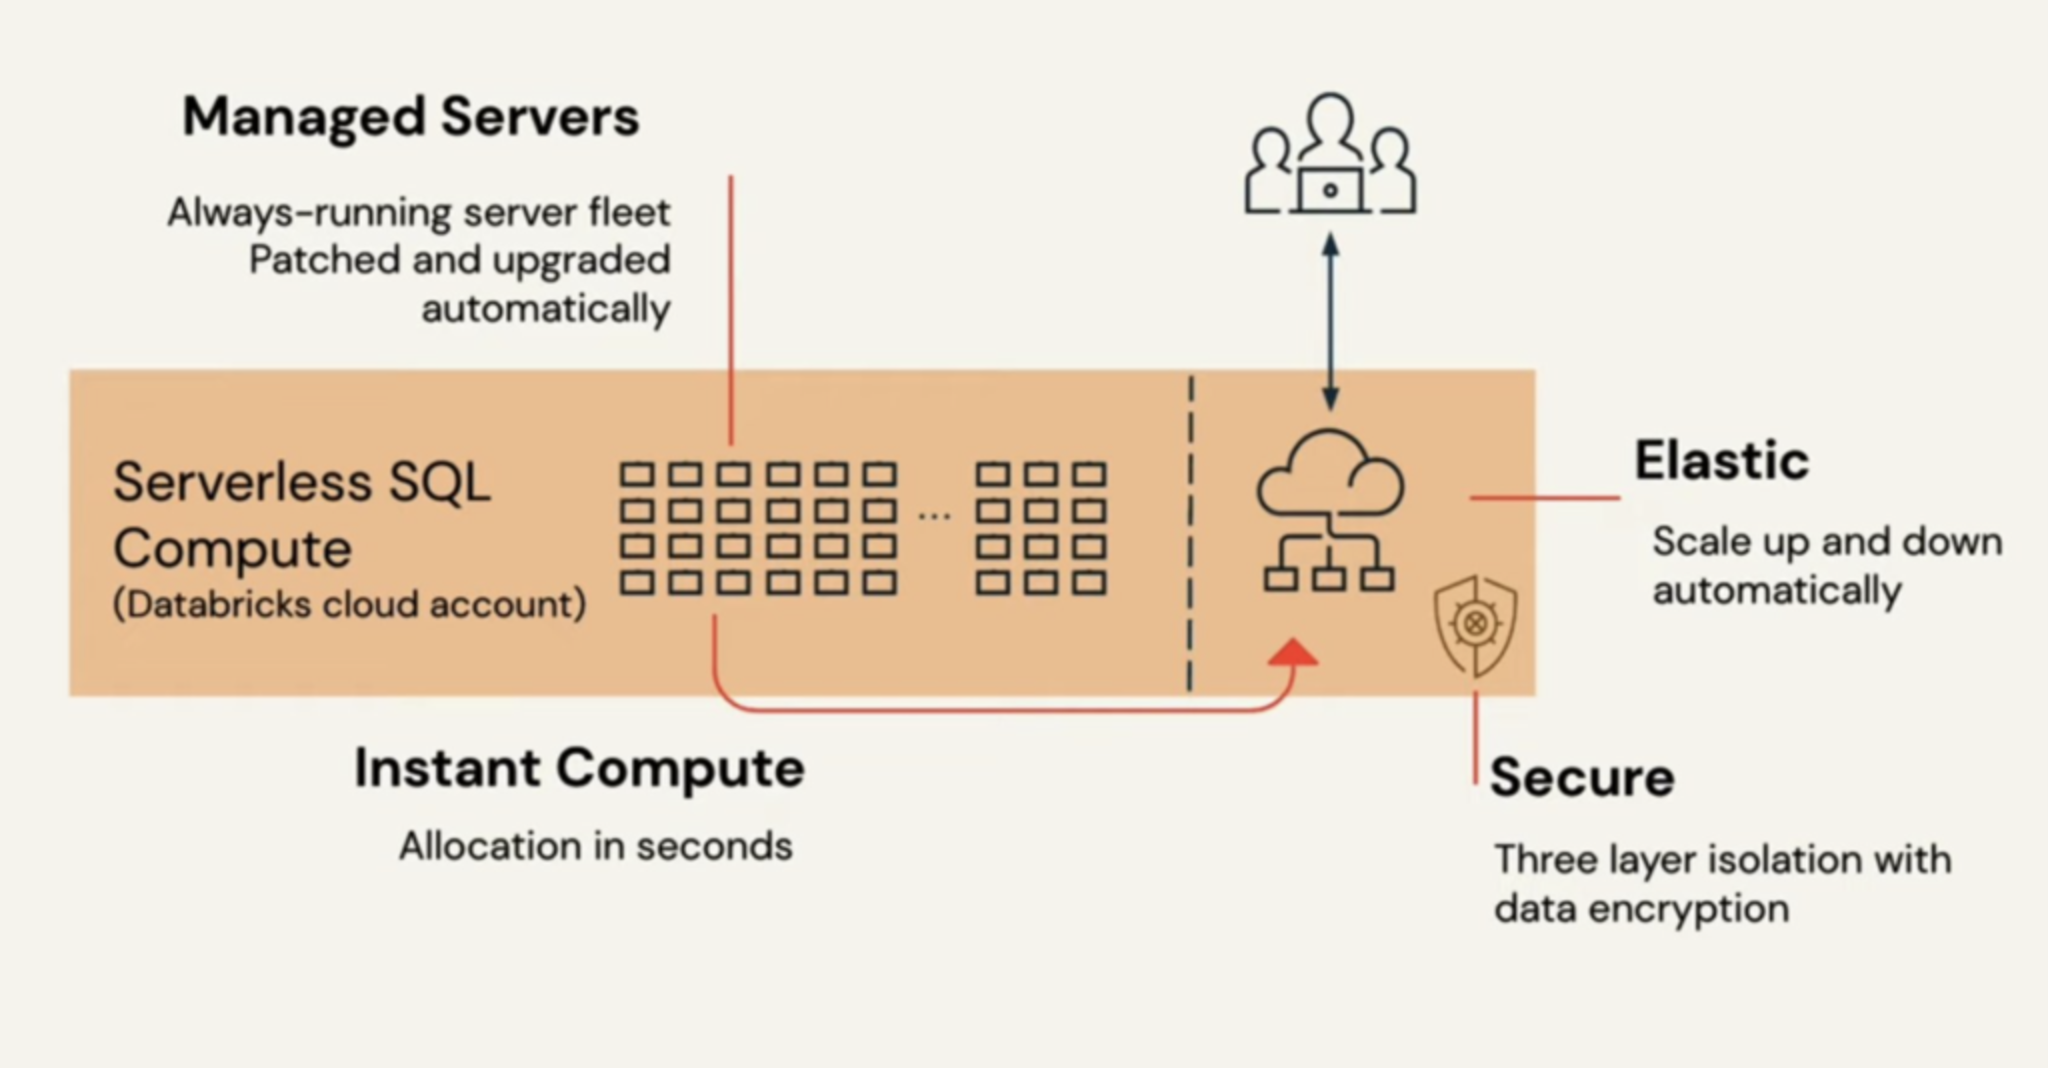 Managed Servers
Always-running server fleet
Patched and upgraded
automatically
Serverless SQL
Compute
(Databricks cloud account)
...
Elastic
Scale up and down
automatically
Instant Compute
Allocation in seconds
Secure
Three layer isolation with
data encryption